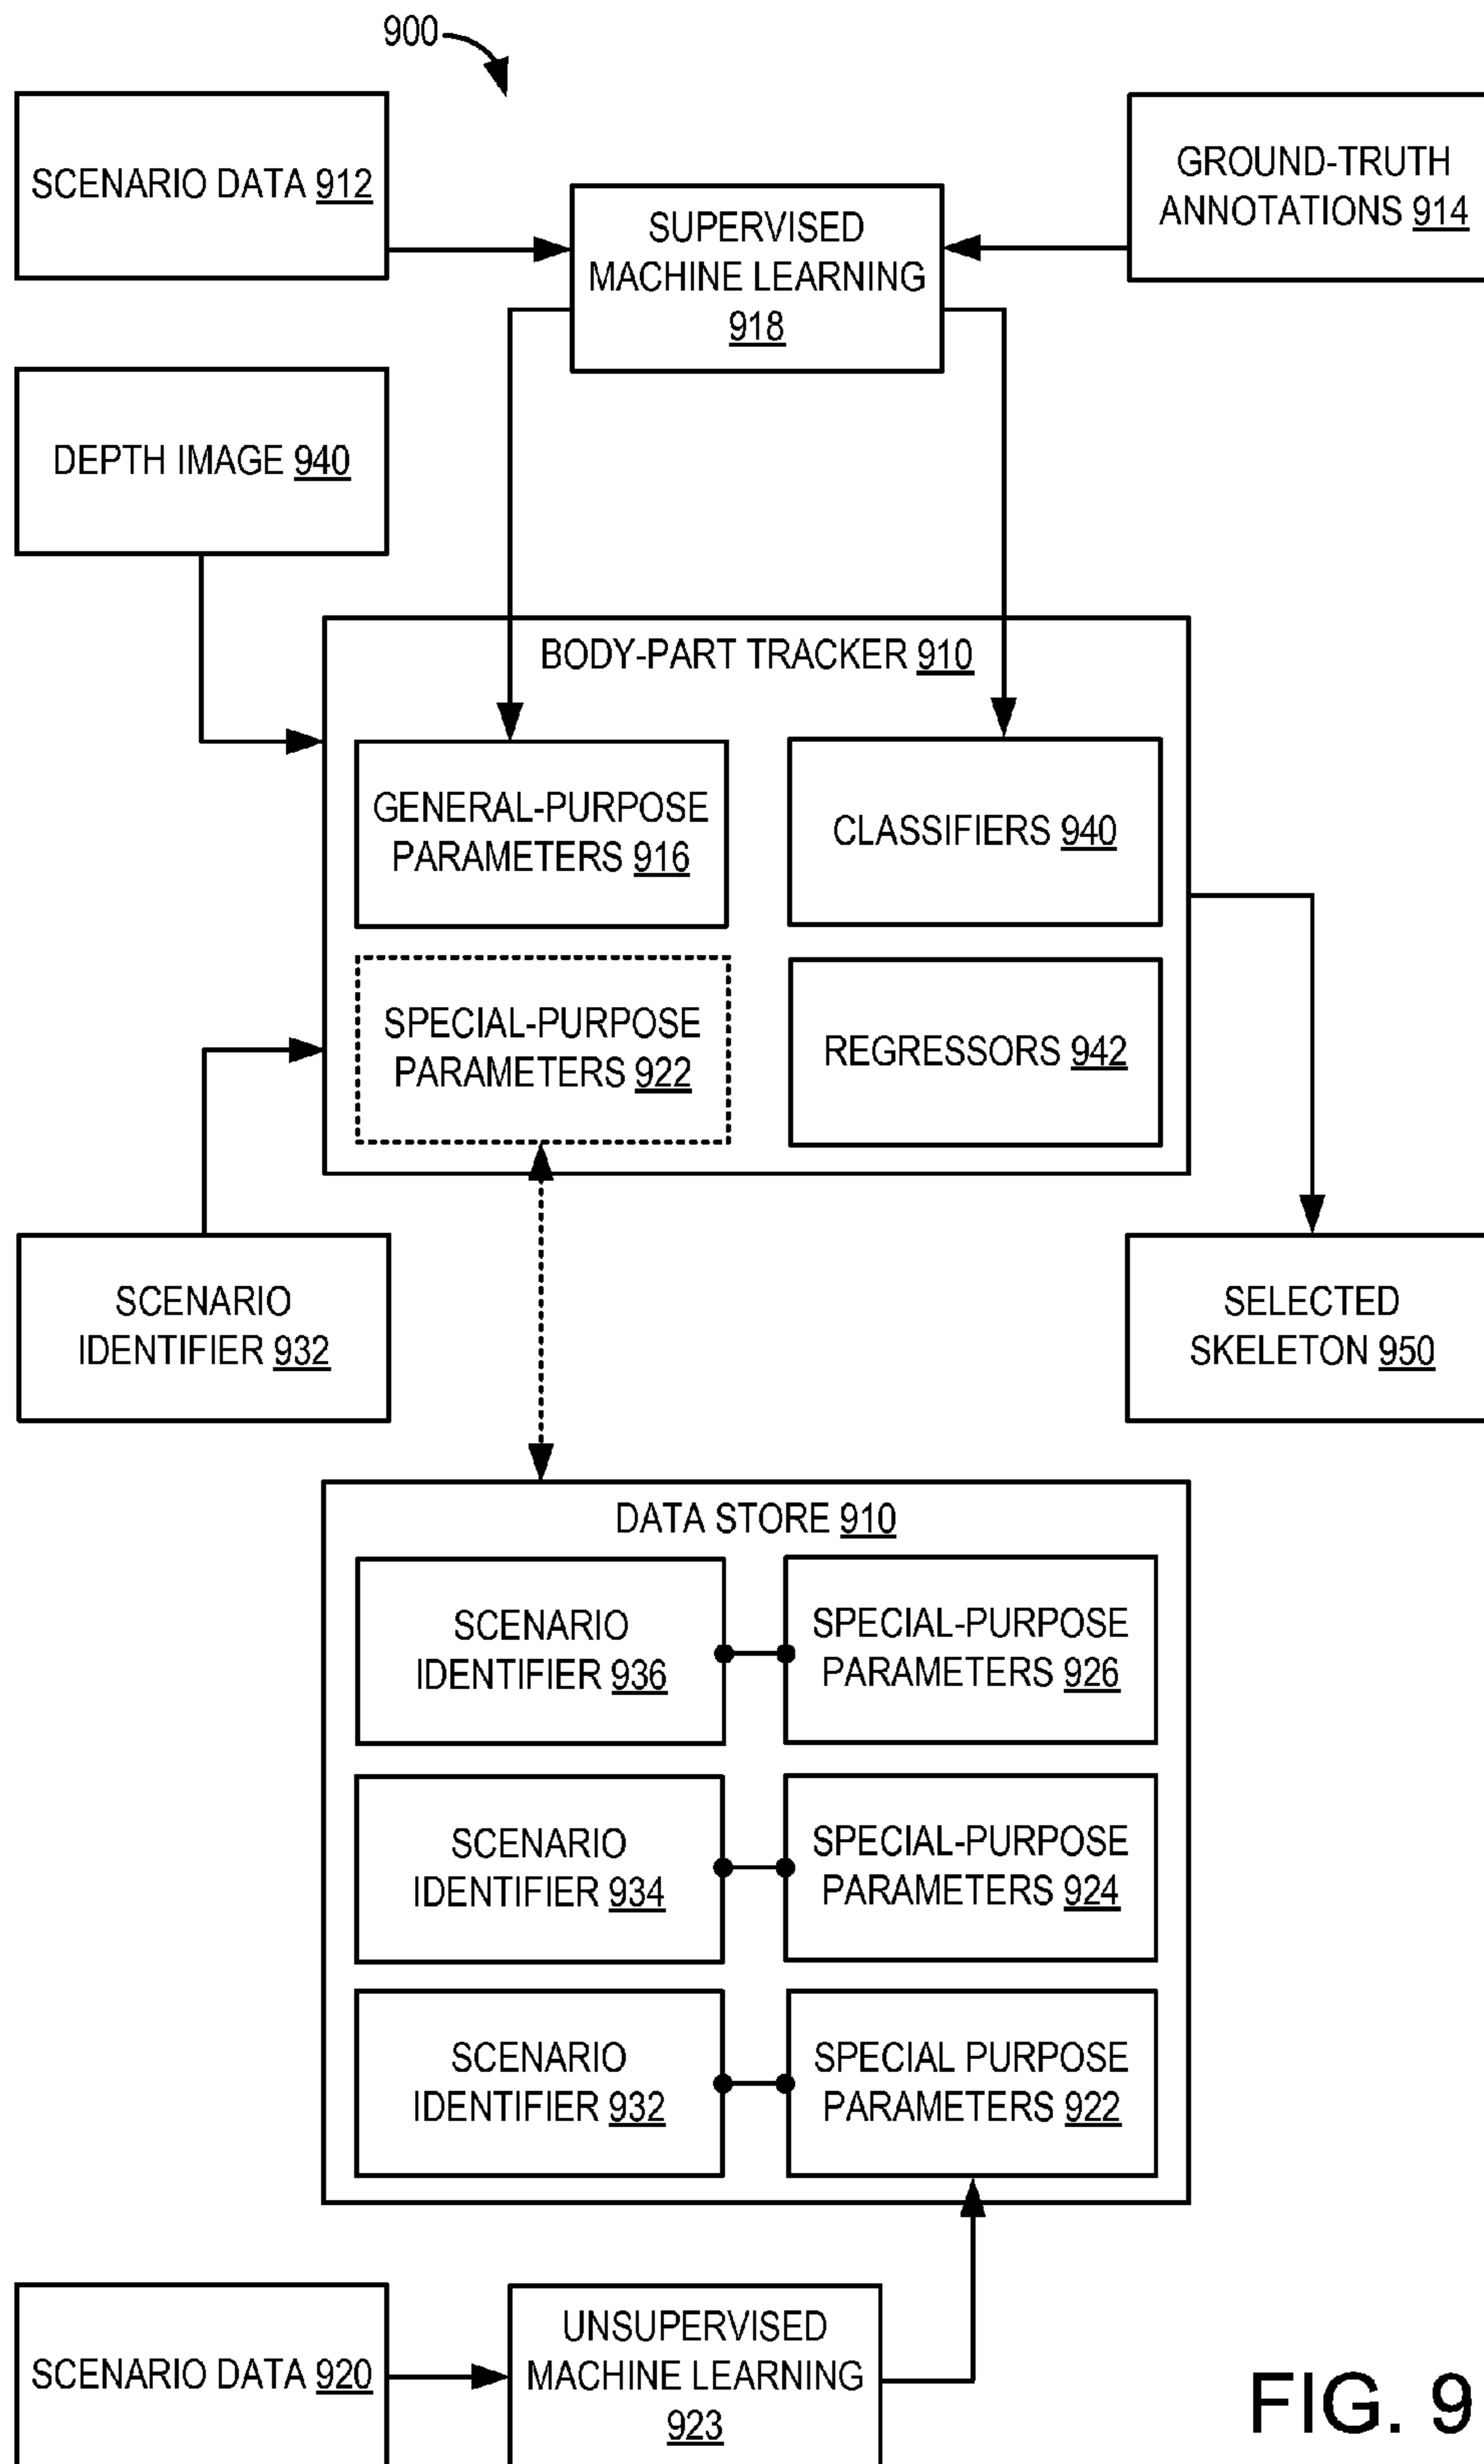 900
SCENARIO DATA 912
GROUND-TRUTH
ANNOTATIONS 914
SUPERVISED
MACHINE LEARNING
918
DEPTH IMAGE 940
BODY-PART TRACKER 910
GENERAL-PURPOSE
PARAMETERS 916
CLASSIFIERS 940
SPECIAL-PURPOSE
PARAMETERS 922
REGRESSORS 942
SCENARIO
IDENTIFIER 932
SELECTED
SKELETON 950
DATA STORE 910
SCENARIO
IDENTIFIER 936
SPECIAL-PURPOSE
PARAMETERS 926
SCENARIO
IDENTIFIER 934
SPECIAL-PURPOSE
PARAMETERS 924
SCENARIO
IDENTIFIER 932
SPECIAL PURPOSE
PARAMETERS 922
SCENARIO DATA 920
UNSUPERVISED
MACHINE LEARNING
923
FIG. 9